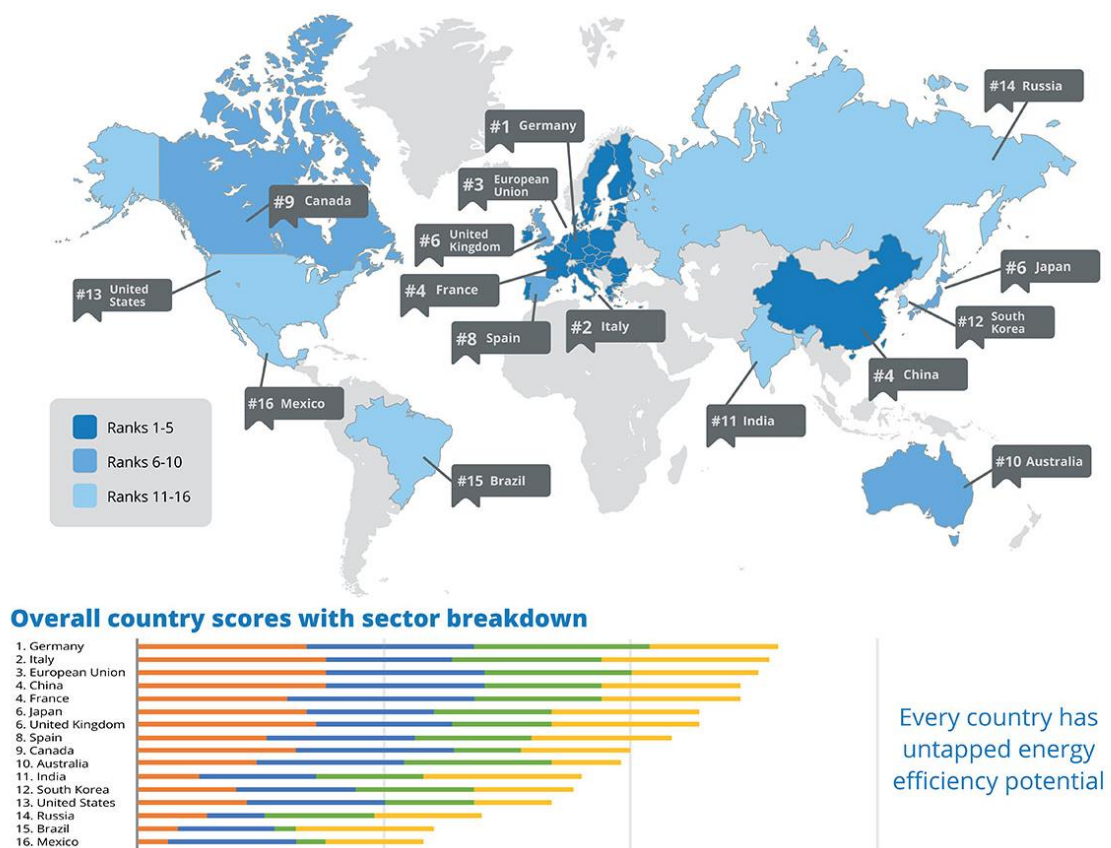 #14 Russia
#1 Germany
#3 European
Union
#9 Canada
#6 United
Kingdom
#6 Japan
#13 United
States
#4 France
#12 South
Korea
#8 Spain
#2 Italy
#4 China
#16 Mexico
#11 India
Ranks 1-5
Ranks 6-10
Ranks 11-16
#15 Brazil
#10 Australia
Overall country scores with sector breakdown
1. Germany
2. Italy
3. European Union
4. China
4. France
6. Japan
6. United Kingdom
8. Spain
9. Canada
10. Australia
11. India
12. South Korea
13. United States
14. Russia
15. Brazil
16. Mexico
Every country has
untapped energy
efficiency potential